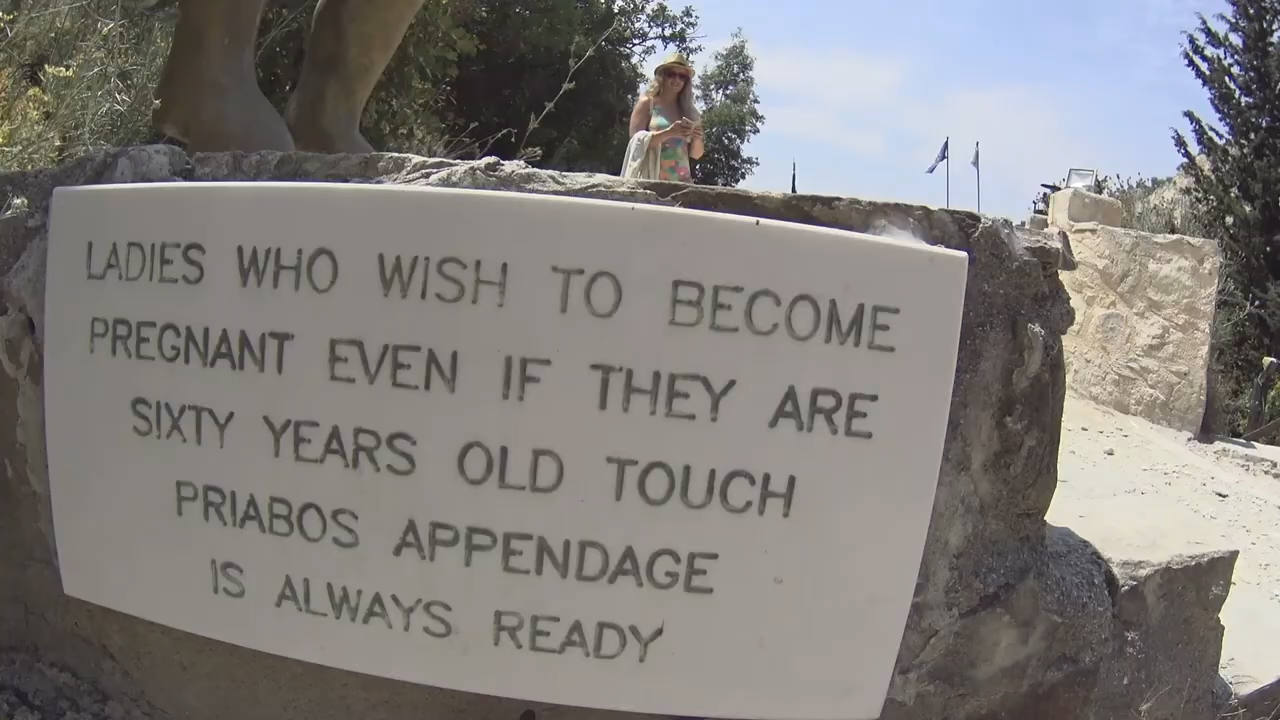 LADIES WHO WISH TO BECOME
PREGNANT EVEN IF THEY ARE
SIXTY YEARS OLD TOUCH
PRIABOS APPENDAGE
IS ALWAYS READY